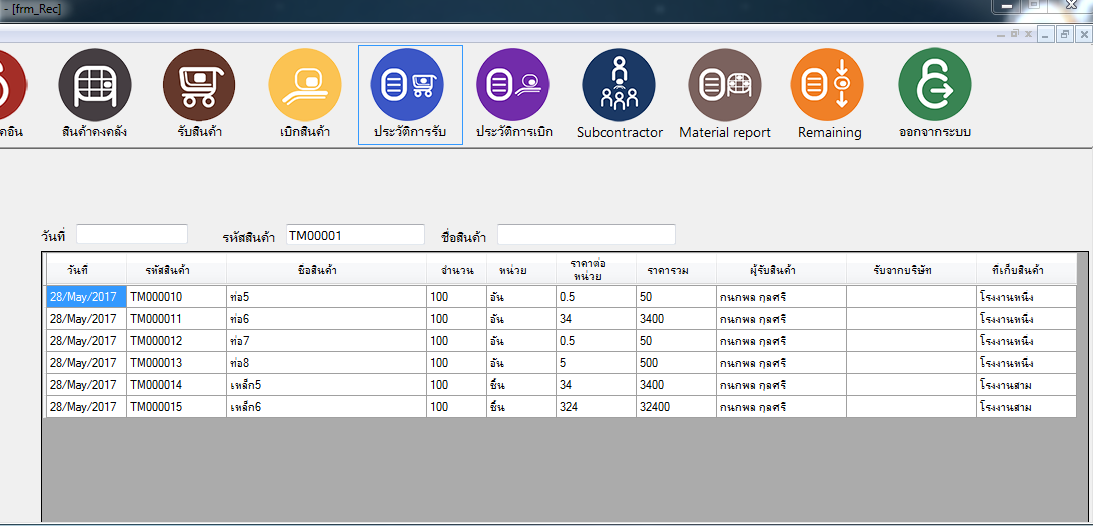 - [frm_Rec]
สินค้าคงคลัง
รับสินค้า
เบิกสินค้า
ประวัติการรับ
ประวัติการเบิก
Subcontractor
Material report
Remaining
ออกจากระบบ
วันที่
รหัสสินค้า TM00001
ชื่อสินค้า
วันที่ รหัสสินค้า ชื่อสินค้า จำนวน หน่วย ราคาต่อหน่วย ราคารวม ผู้รับสินค้า รับจากบริษัท ที่เก็บสินค้า
28/May/2017 TM000010 ท่อ5 100 อัน 0.5 50 กนกพล กุลศรี โรงงานหนึ่ง
28/May/2017 TM000011 ท่อ6 100 อัน 34 3400 กนกพล กุลศรี โรงงานหนึ่ง
28/May/2017 TM000012 ท่อ7 100 อัน 0.5 50 กนกพล กุลศรี โรงงานหนึ่ง
28/May/2017 TM000013 ท่อ8 100 อัน 5 500 กนกพล กุลศรี โรงงานหนึ่ง
28/May/2017 TM000014 เหล็ก5 100 ชิ้น 34 3400 กนกพล กุลศรี โรงงานสาม
28/May/2017 TM000015 เหล็ก6 100 ชิ้น 324 32400 กนกพล กุลศรี โรงงานสาม